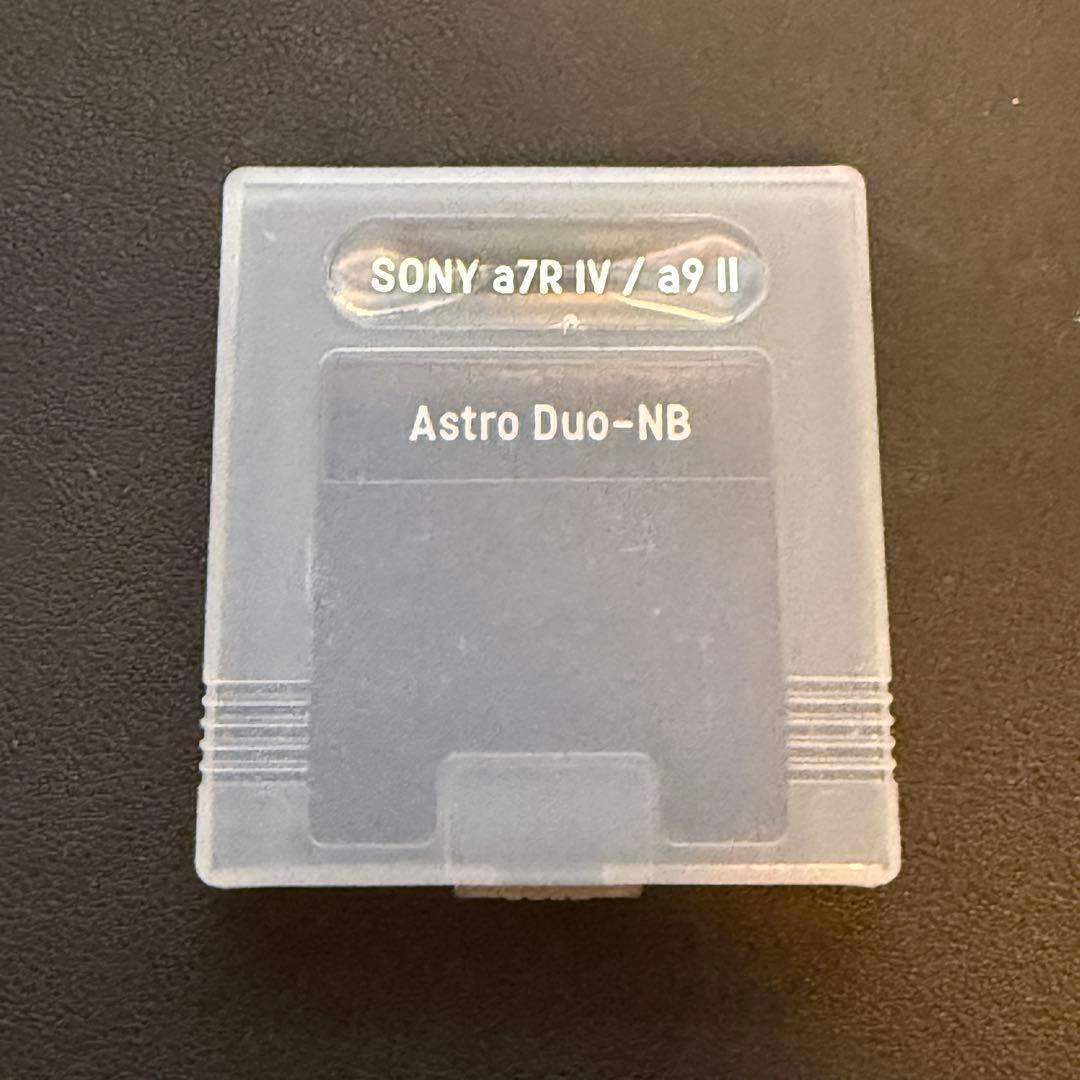 SONY a7R IV / a9 II
Astro Duo-NB